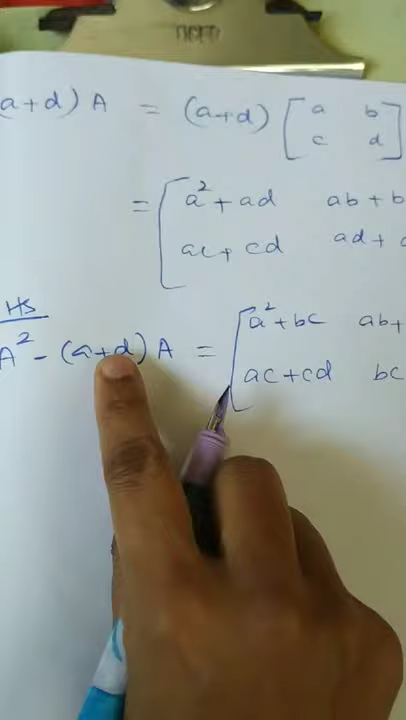 a+d) A = (a+d) [ a b
c d ]
= [ a² + ad ab + b
ac + cd ad +
HS
A² - (a+d) A = [ a² + bc ab +
ac + cd bc